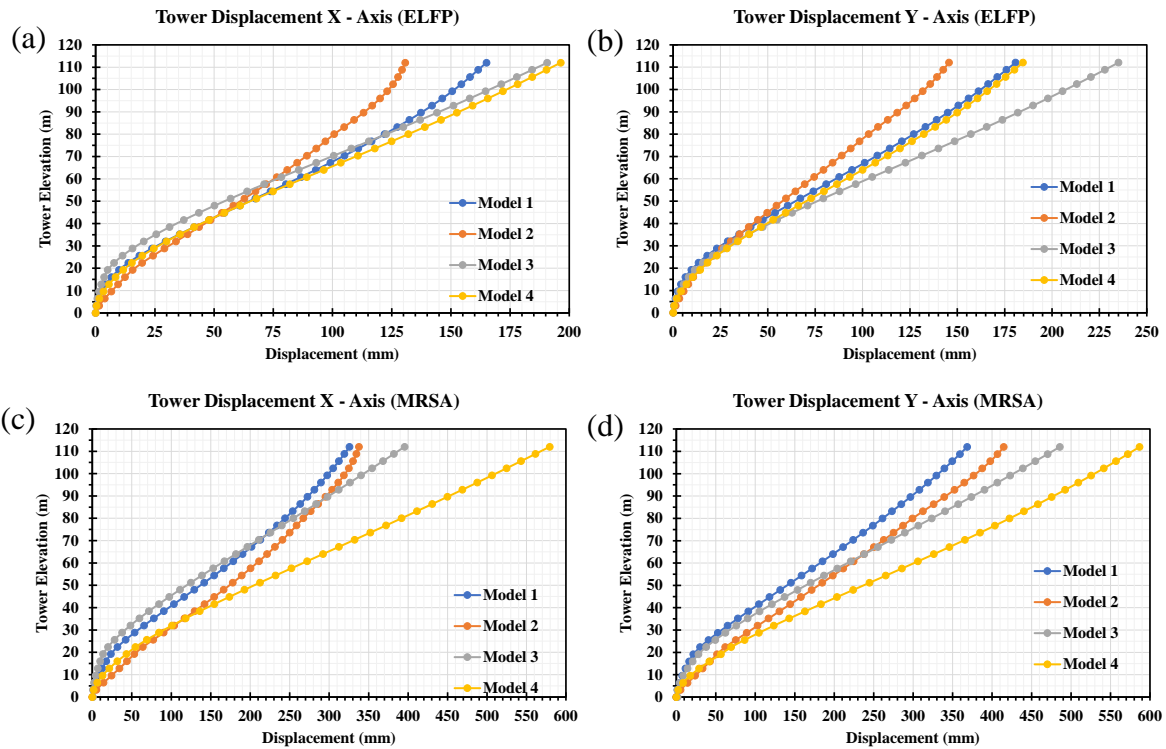 Tower Displacement X - Axis (ELFP)
(a)
Tower Elevation (m)
120
110
100
90
80
70
60
50
40
30
20
10
0
0 25 50 75 100 125 150 175 200
Displacement (mm)
Model 1
Model 2
Model 3
Model 4
Tower Displacement Y - Axis (ELFP)
(b)
Tower Elevation (m)
120
110
100
90
80
70
60
50
40
30
20
10
0
0 25 50 75 100 125 150 175 200 225 250
Displacement (mm)
Model 1
Model 2
Model 3
Model 4
Tower Displacement X - Axis (MRSA)
(c)
Tower Elevation (m)
120
110
100
90
80
70
60
50
40
30
20
10
0
0 50 100 150 200 250 300 350 400 450 500 550 600
Displacement (mm)
Model 1
Model 2
Model 3
Model 4
Tower Displacement Y - Axis (MRSA)
(d)
Tower Elevation (m)
120
110
100
90
80
70
60
50
40
30
20
10
0
0 50 100 150 200 250 300 350 400 450 500 550 600
Displacement (mm)
Model 1
Model 2
Model 3
Model 4